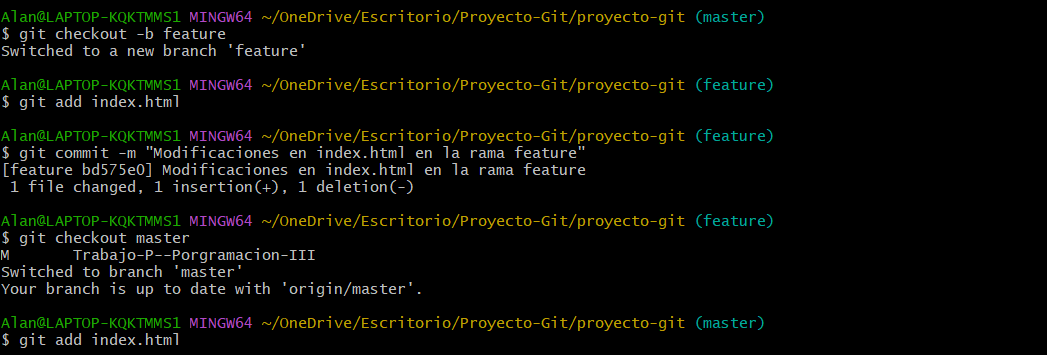 Alan@LAPTOP-KQKTMMS1 MINGW64 ~/OneDrive/Escritorio/Proyecto-Git/proyecto-git (master)
$ git checkout -b feature
Switched to a new branch 'feature'
Alan@LAPTOP-KQKTMMS1 MINGW64 ~/OneDrive/Escritorio/Proyecto-Git/proyecto-git (feature)
$ git add index.html
Alan@LAPTOP-KQKTMMS1 MINGW64 ~/OneDrive/Escritorio/Proyecto-Git/proyecto-git (feature)
$ git commit -m "Modificaciones en index.html en la rama feature"
[feature bd575e0] Modificaciones en index.html en la rama feature
 1 file changed, 1 insertion(+), 1 deletion(-)
Alan@LAPTOP-KQKTMMS1 MINGW64 ~/OneDrive/Escritorio/Proyecto-Git/proyecto-git (feature)
$ git checkout master
M       Trabajo-P--Porgramacion-III
Switched to branch 'master'
Your branch is up to date with 'origin/master'.
Alan@LAPTOP-KQKTMMS1 MINGW64 ~/OneDrive/Escritorio/Proyecto-Git/proyecto-git (master)
$ git add index.html